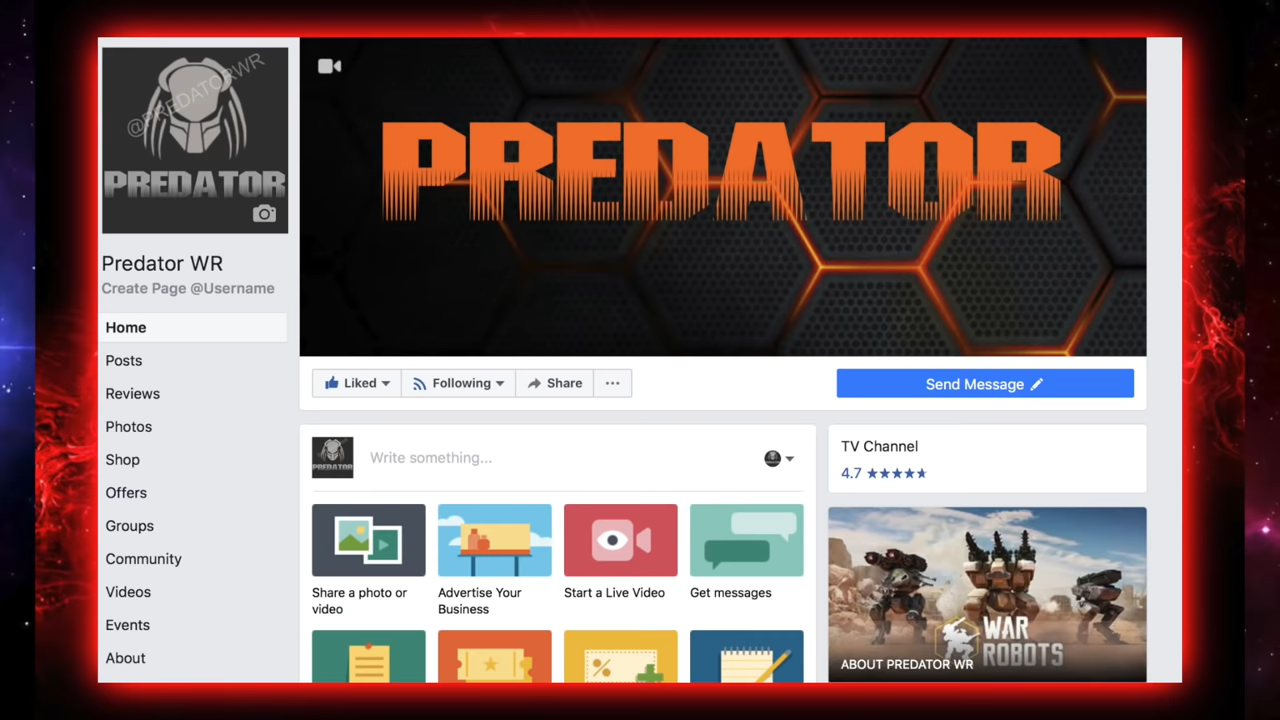 @PREDATORWR
PREDATOR
Predator WR
Create Page @Username
Home
Posts
Reviews
Photos
Shop
Offers
Groups
Community
Videos
Events
About
PREDATOR
Liked
Following
Share
Send Message
PREDATOR
Write something...
Share a photo or
video
Advertise Your
Business
Start a Live Video
Get messages
TV Channel
4.7
WAR
ROBOTS
ABOUT PREDATOR WR